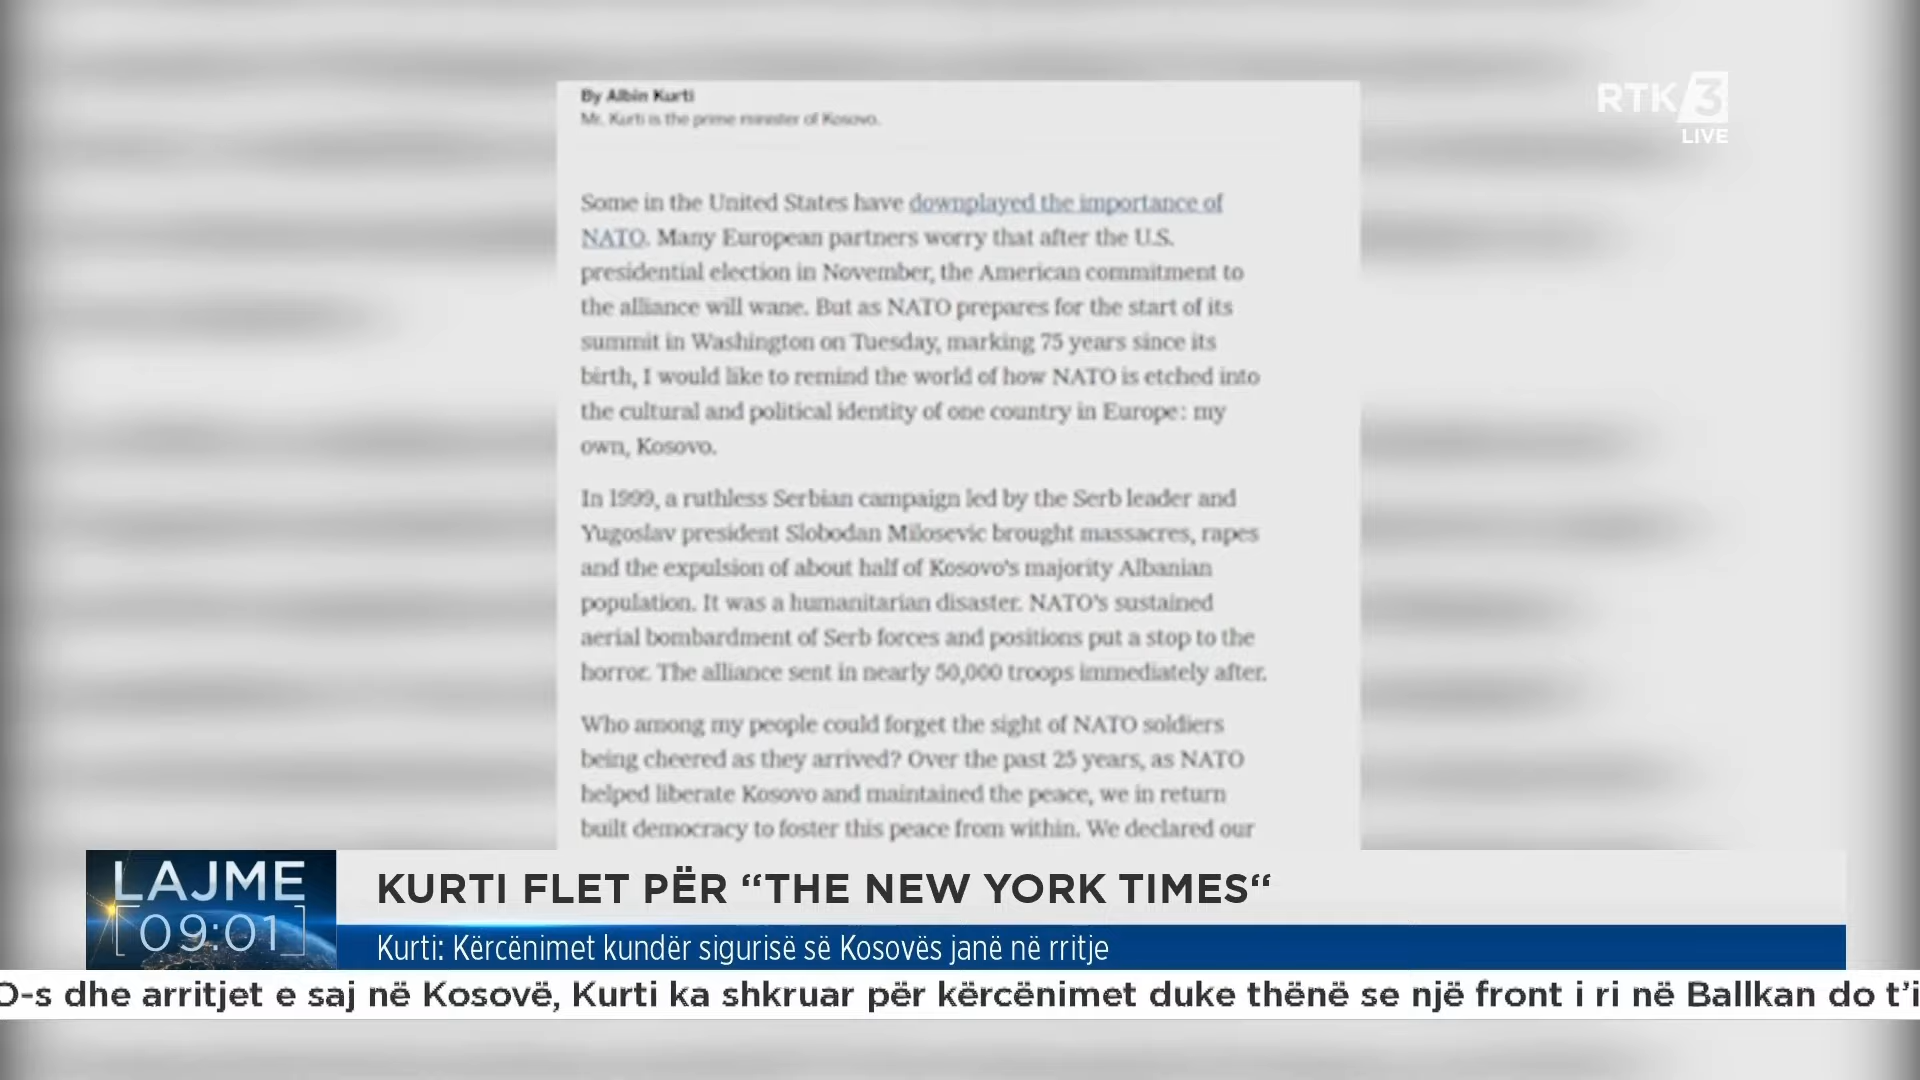 By Albin Kurti
Mr. Kurti is the prime minister of Kosovo.
RTK 3
LIVE
Some in the United States have downplayed the importance of
NATO. Many European partners worry that after the U.S.
presidential election in November, the American commitment to
the alliance will wane. But as NATO prepares for the start of its
summit in Washington on Tuesday, marking 75 years since its
birth, I would like to remind the world of how NATO is etched into
the cultural and political identity of one country in Europe: my
own, Kosovo.
In 1999, a ruthless Serbian campaign led by the Serb leader and
Yugoslav president Slobodan Milosevic brought massacres, rapes
and the expulsion of about half of Kosovo's majority Albanian
population. It was a humanitarian disaster. NATO's sustained
aerial bombardment of Serb forces and positions put a stop to the
horror. The alliance sent in nearly 50,000 troops immediately after.
Who among my people could forget the sight of NATO soldiers
being cheered as they arrived? Over the past 25 years, as NATO
helped liberate Kosovo and maintained the peace, we in return
built democracy to foster this peace from within. We declared our
LAJME
09:01
KURTI FLET PËR “THE NEW YORK TIMES“
Kurti: Kërcënimet kundër sigurisë së Kosovës janë në rritje
O-s dhe arritjet e saj në Kosovë, Kurti ka shkruar për kërcënimet duke thënë se një front i ri në Ballkan do t’i